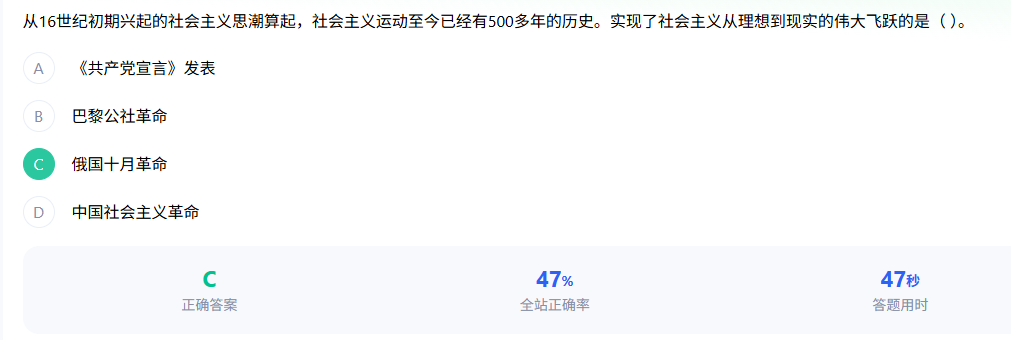 从16世纪初期兴起的社会主义思潮算起，社会主义运动至今已经有500多年的历史。实现了社会主义从理想到现实的伟大飞跃的是（ ）。
A 《共产党宣言》发表
B 巴黎公社革命
C 俄国十月革命
D 中国社会主义革命
C 47% 47秒
正确答案 全站正确率 答题用时